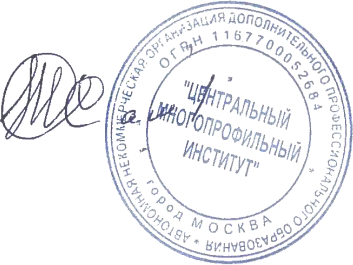 АВТОНОМНАЯ НЕКОММЕРЧЕСКАЯ ОРГАНИЗАЦИЯ ДОПОЛНИТЕЛЬНОГО ПРОФЕССИОНАЛЬНОГО ОБРАЗОВАНИЯ *
ОГРН 1167700052684
"ЦЕНТРАЛЬНЫЙ
МНОГОПРОФИЛЬНЫЙ
ИНСТИТУТ"
город МОСКВА